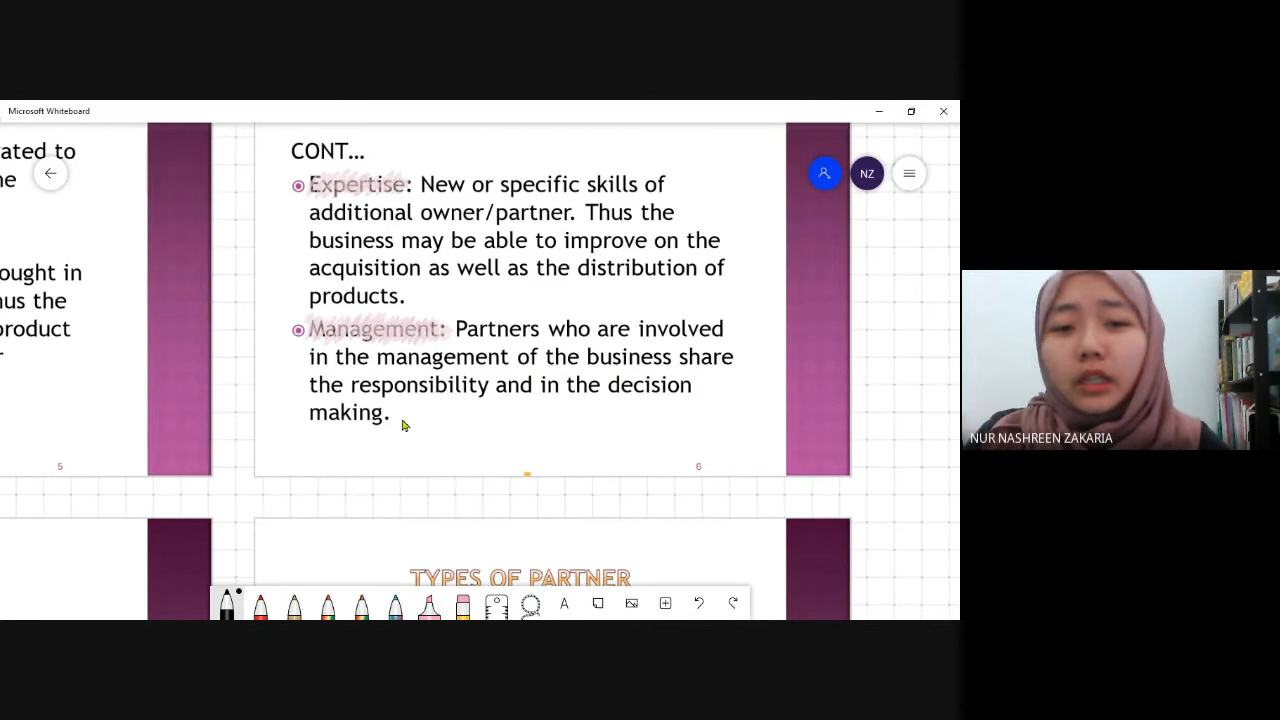 Microsoft Whiteboard
ated to
e
ought in
us the
product
r
5
CONT…
Expertise: New or specific skills of
additional owner/partner. Thus the
business may be able to improve on the
acquisition as well as the distribution of
products.
Management: Partners who are involved
in the management of the business share
the responsibility and in the decision
making.
6
NZ
TYPES OF PARTNER
A
NUR NASHREEN ZAKARIA